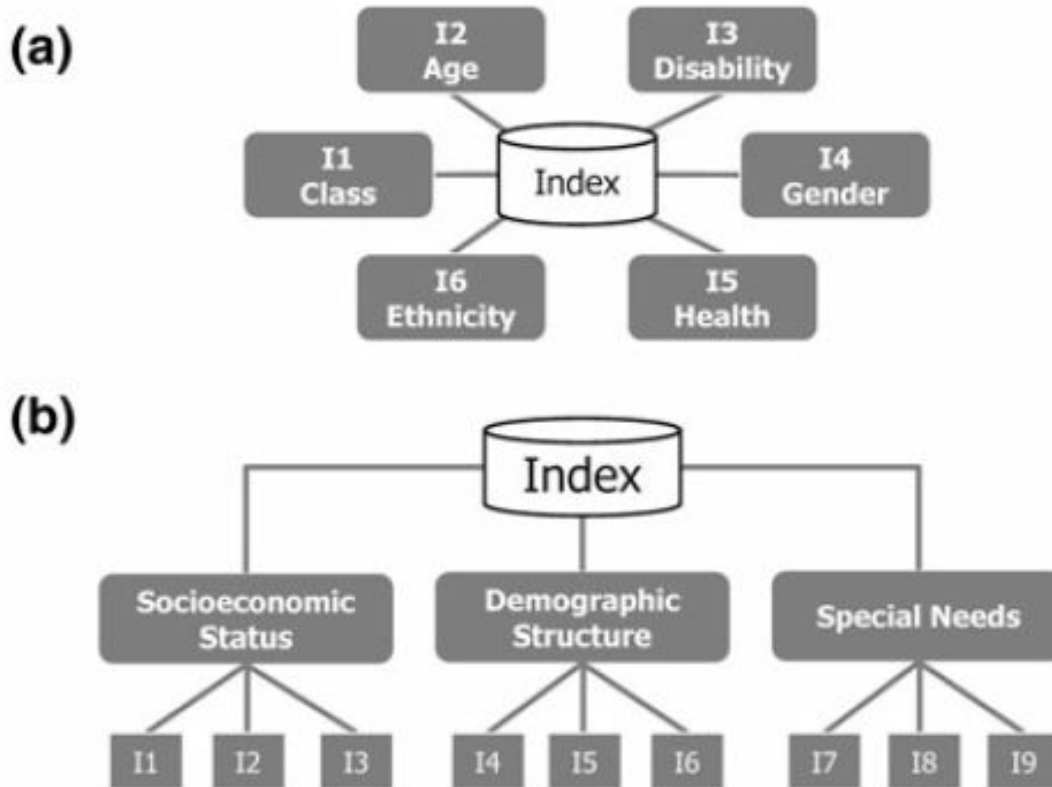 (a)
I2
Age
I3
Disability
I1
Class
Index
I4
Gender
I6
Ethnicity
I5
Health
(b)
Index
Socioeconomic
Status
Demographic
Structure
Special Needs
I1 I2 I3 I4 I5 I6 I7 I8 I9